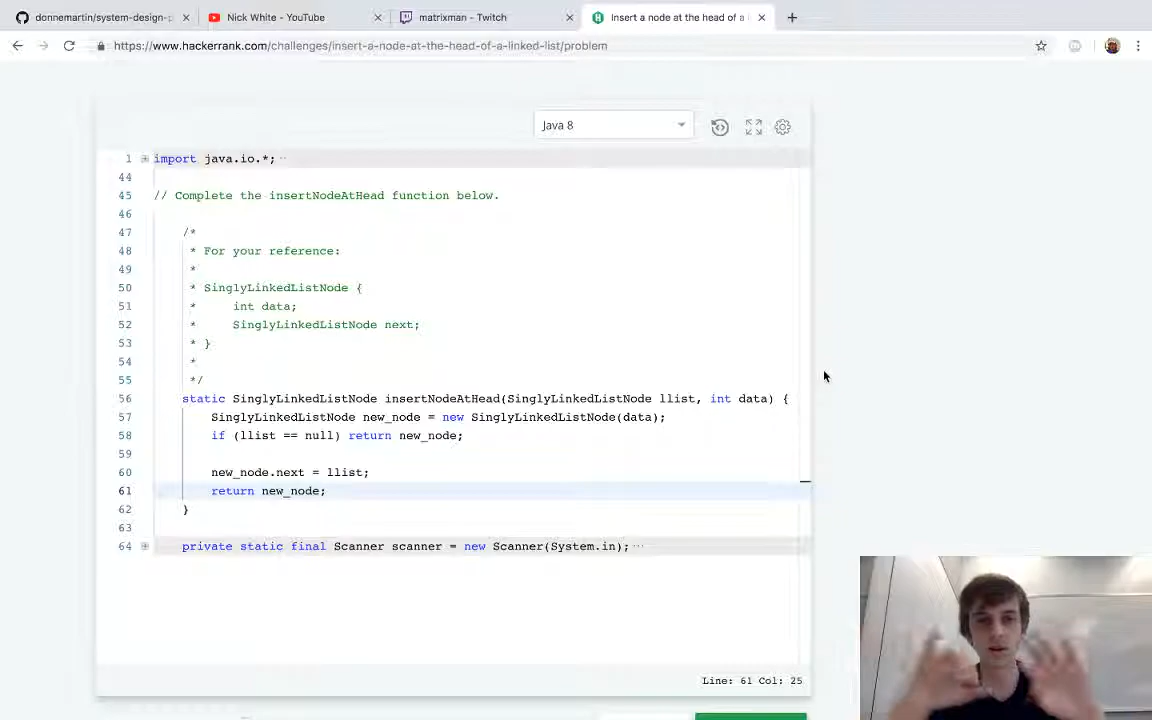 donnemartin/system-design-p
Nick White - YouTube
matrixman - Twitch
Insert a node at the head of a l
https://www.hackerrank.com/challenges/insert-a-node-at-the-head-of-a-linked-list/problem
Java 8
1 import java.io.*;
44
45 // Complete the insertNodeAtHead function below.
46
47 /*
48 * For your reference:
49 *
50 * SinglyLinkedListNode {
51 * int data;
52 * SinglyLinkedListNode next;
53 * }
54 *
55 */
56 static SinglyLinkedListNode insertNodeAtHead(SinglyLinkedListNode llist, int data) {
57 SinglyLinkedListNode new_node = new SinglyLinkedListNode(data);
58 if (llist == null) return new_node;
59
60 new_node.next = llist;
61 return new_node;
62 }
63
64 private static final Scanner scanner = new Scanner(System.in);
Line: 61 Col: 25